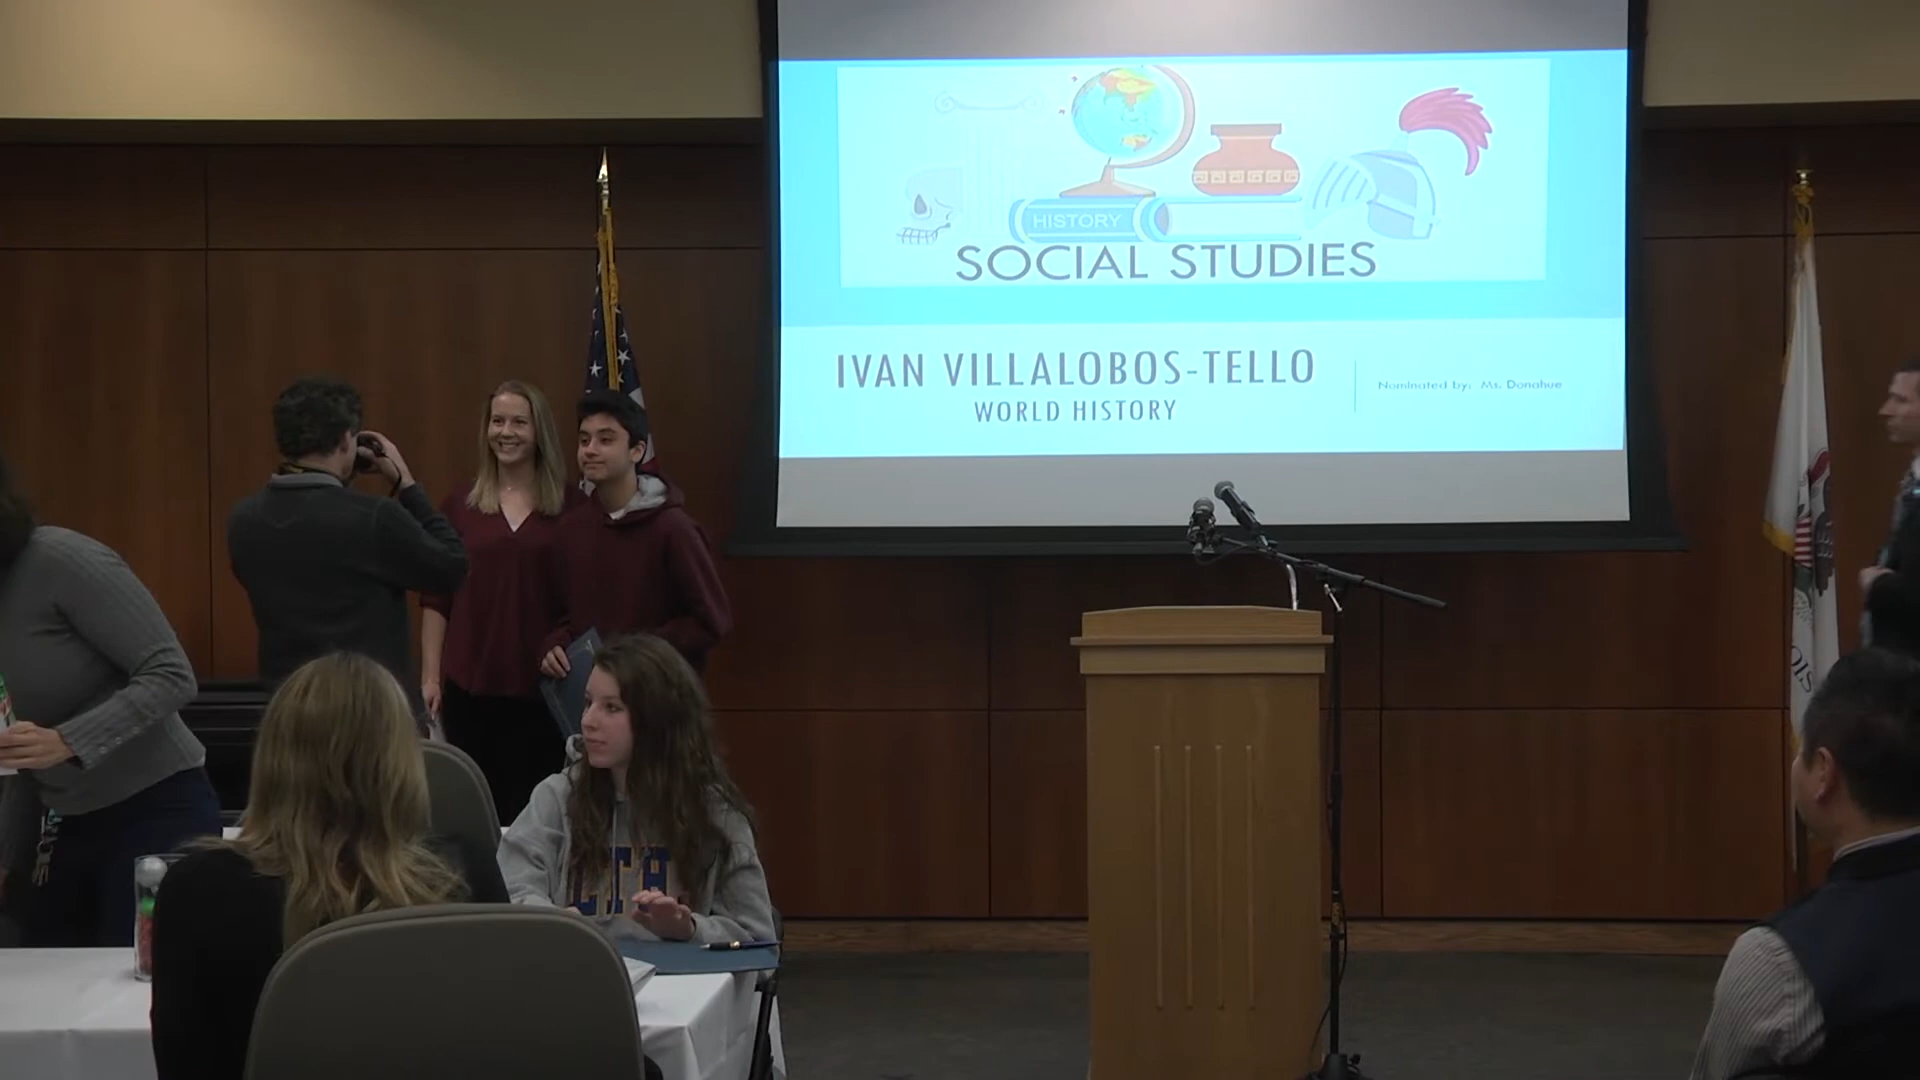 HISTORY
SOCIAL STUDIES
IVAN VILLALOBOS-TELLO
WORLD HISTORY
Nominated by: Ms. Donahue